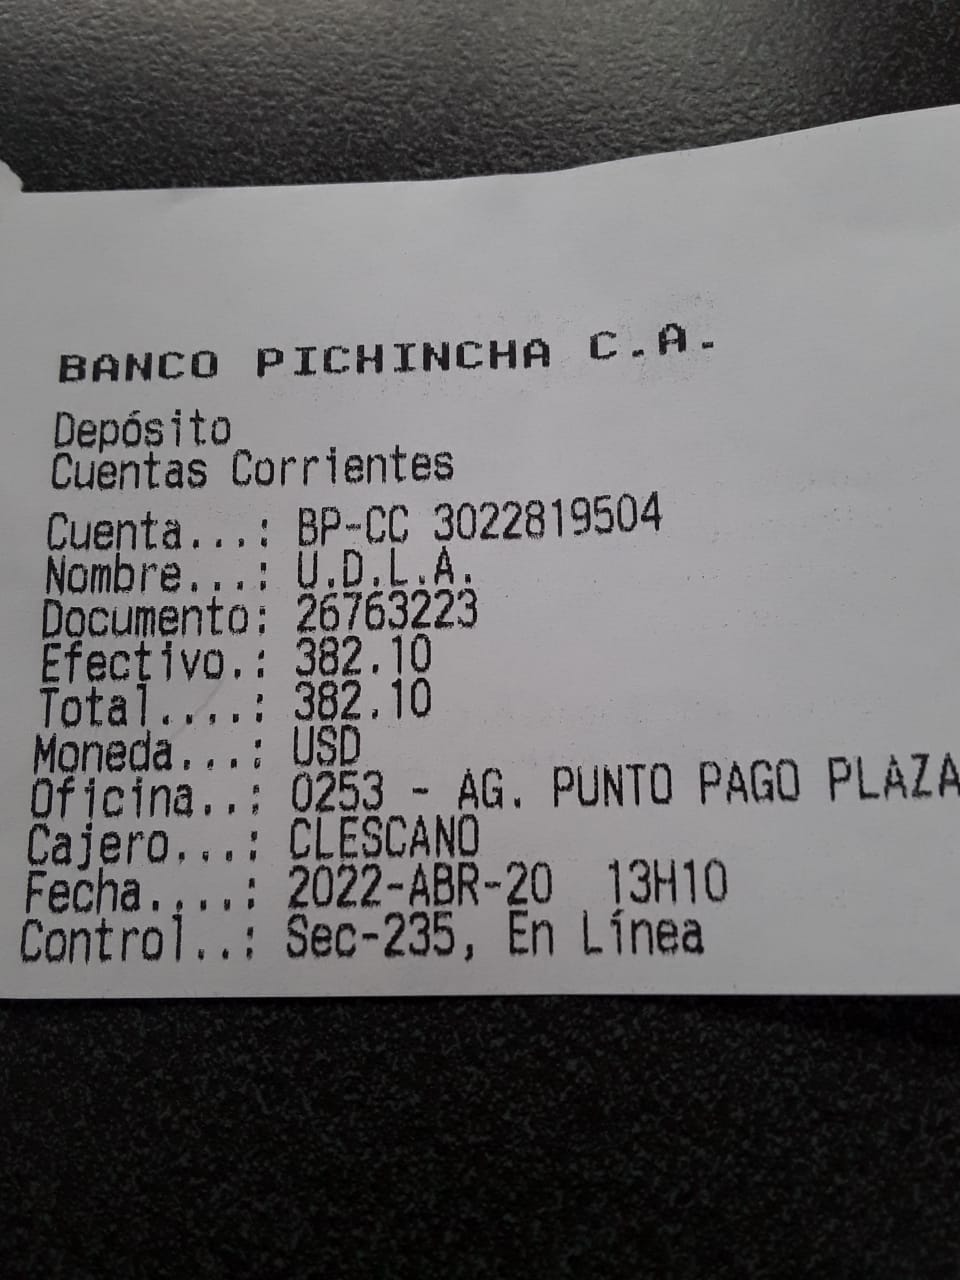 BANCO PICHINCHA C.A.
Depósito
Cuentas Corrientes
Cuenta...: BP-CC 3022819504
Nombre...: U.D.L.A.
Documento: 26763223
Efectivo.: 382.10
Total....: 382.10
Moneda...: USD
Oficina..: 0253 - AG. PUNTO PAGO PLAZA
Cajero...: CLESCANO
Fecha....: 2022-ABR-20 13H10
Control..: Sec-235, En Línea